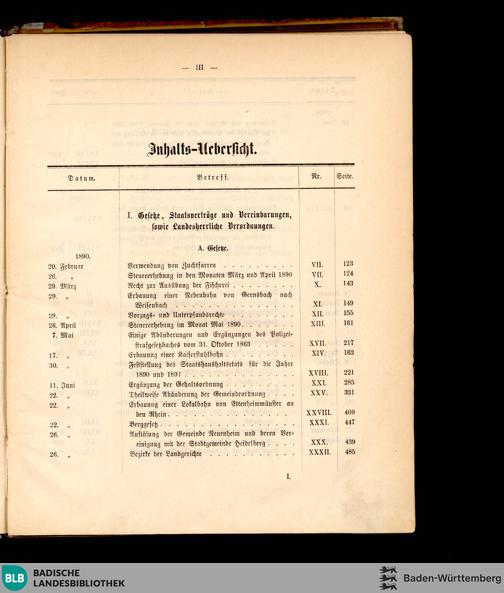 — III —
Inhalts-Uebersicht.
Datum. Betreff. Nr. Seite.
I. Gesetze, Staatsverträge und Vereinbarungen,
sowie Landesherrliche Verordnungen.
A. Gesetze.
1890.
20. Februar Verwendung von Zuchtfarren . . . . . . . . . VII. 123
26. „ Steuererhebung in den Monaten März und April 1890 VII. 124
29. März Recht zur Ausübung der Fischerei . . . . . . . X. 143
29. „ Erbauung einer Nebenbahn von Gernsbach nach
Weisenbach . . . . . . . . . . . . XI. 149
29. „ Vorzugs- und Unterpfandsrechte . . . . . . . XII. 155
26. April Steuererhebung im Monat Mai 1890 . . . . . . XIII. 161
7. Mai Einige Abänderungen und Ergänzungen des Polizei-
strafgesetzbuches vom 31. Oktober 1863 . . . . XVII. 217
17. „ Erbauung einer Kaiserstuhlbahn . . . . . . . XIV. 163
30. „ Feststellung des Staatshaushaltsetats für die Jahre
1890 und 1891 . . . . . . . . . . . XVIII. 221
11. Juni Ergänzung der Gehaltsordnung . . . . . . . XXI. 285
22. „ Theilweise Abänderung der Gemeindeordnung . . . . XXV. 331
22. „ Erbauung einer Lokalbahn von Ettenheimmünster an
den Rhein . . . . . . . . . . . . XXVIII. 409
22. „ Berggesetz . . . . . . . . . . . . . XXXI. 447
26. „ Auflösung der Gemeinde Neuenheim und deren Ver-
einigung mit der Stadtgemeinde Heidelberg . . . . XXX. 439
26. „ Bezirke der Landgerichte . . . . . . . . . XXXII. 485
I.
BLB BADISCHE
LANDESBIBLIOTHEK
Baden-Württemberg